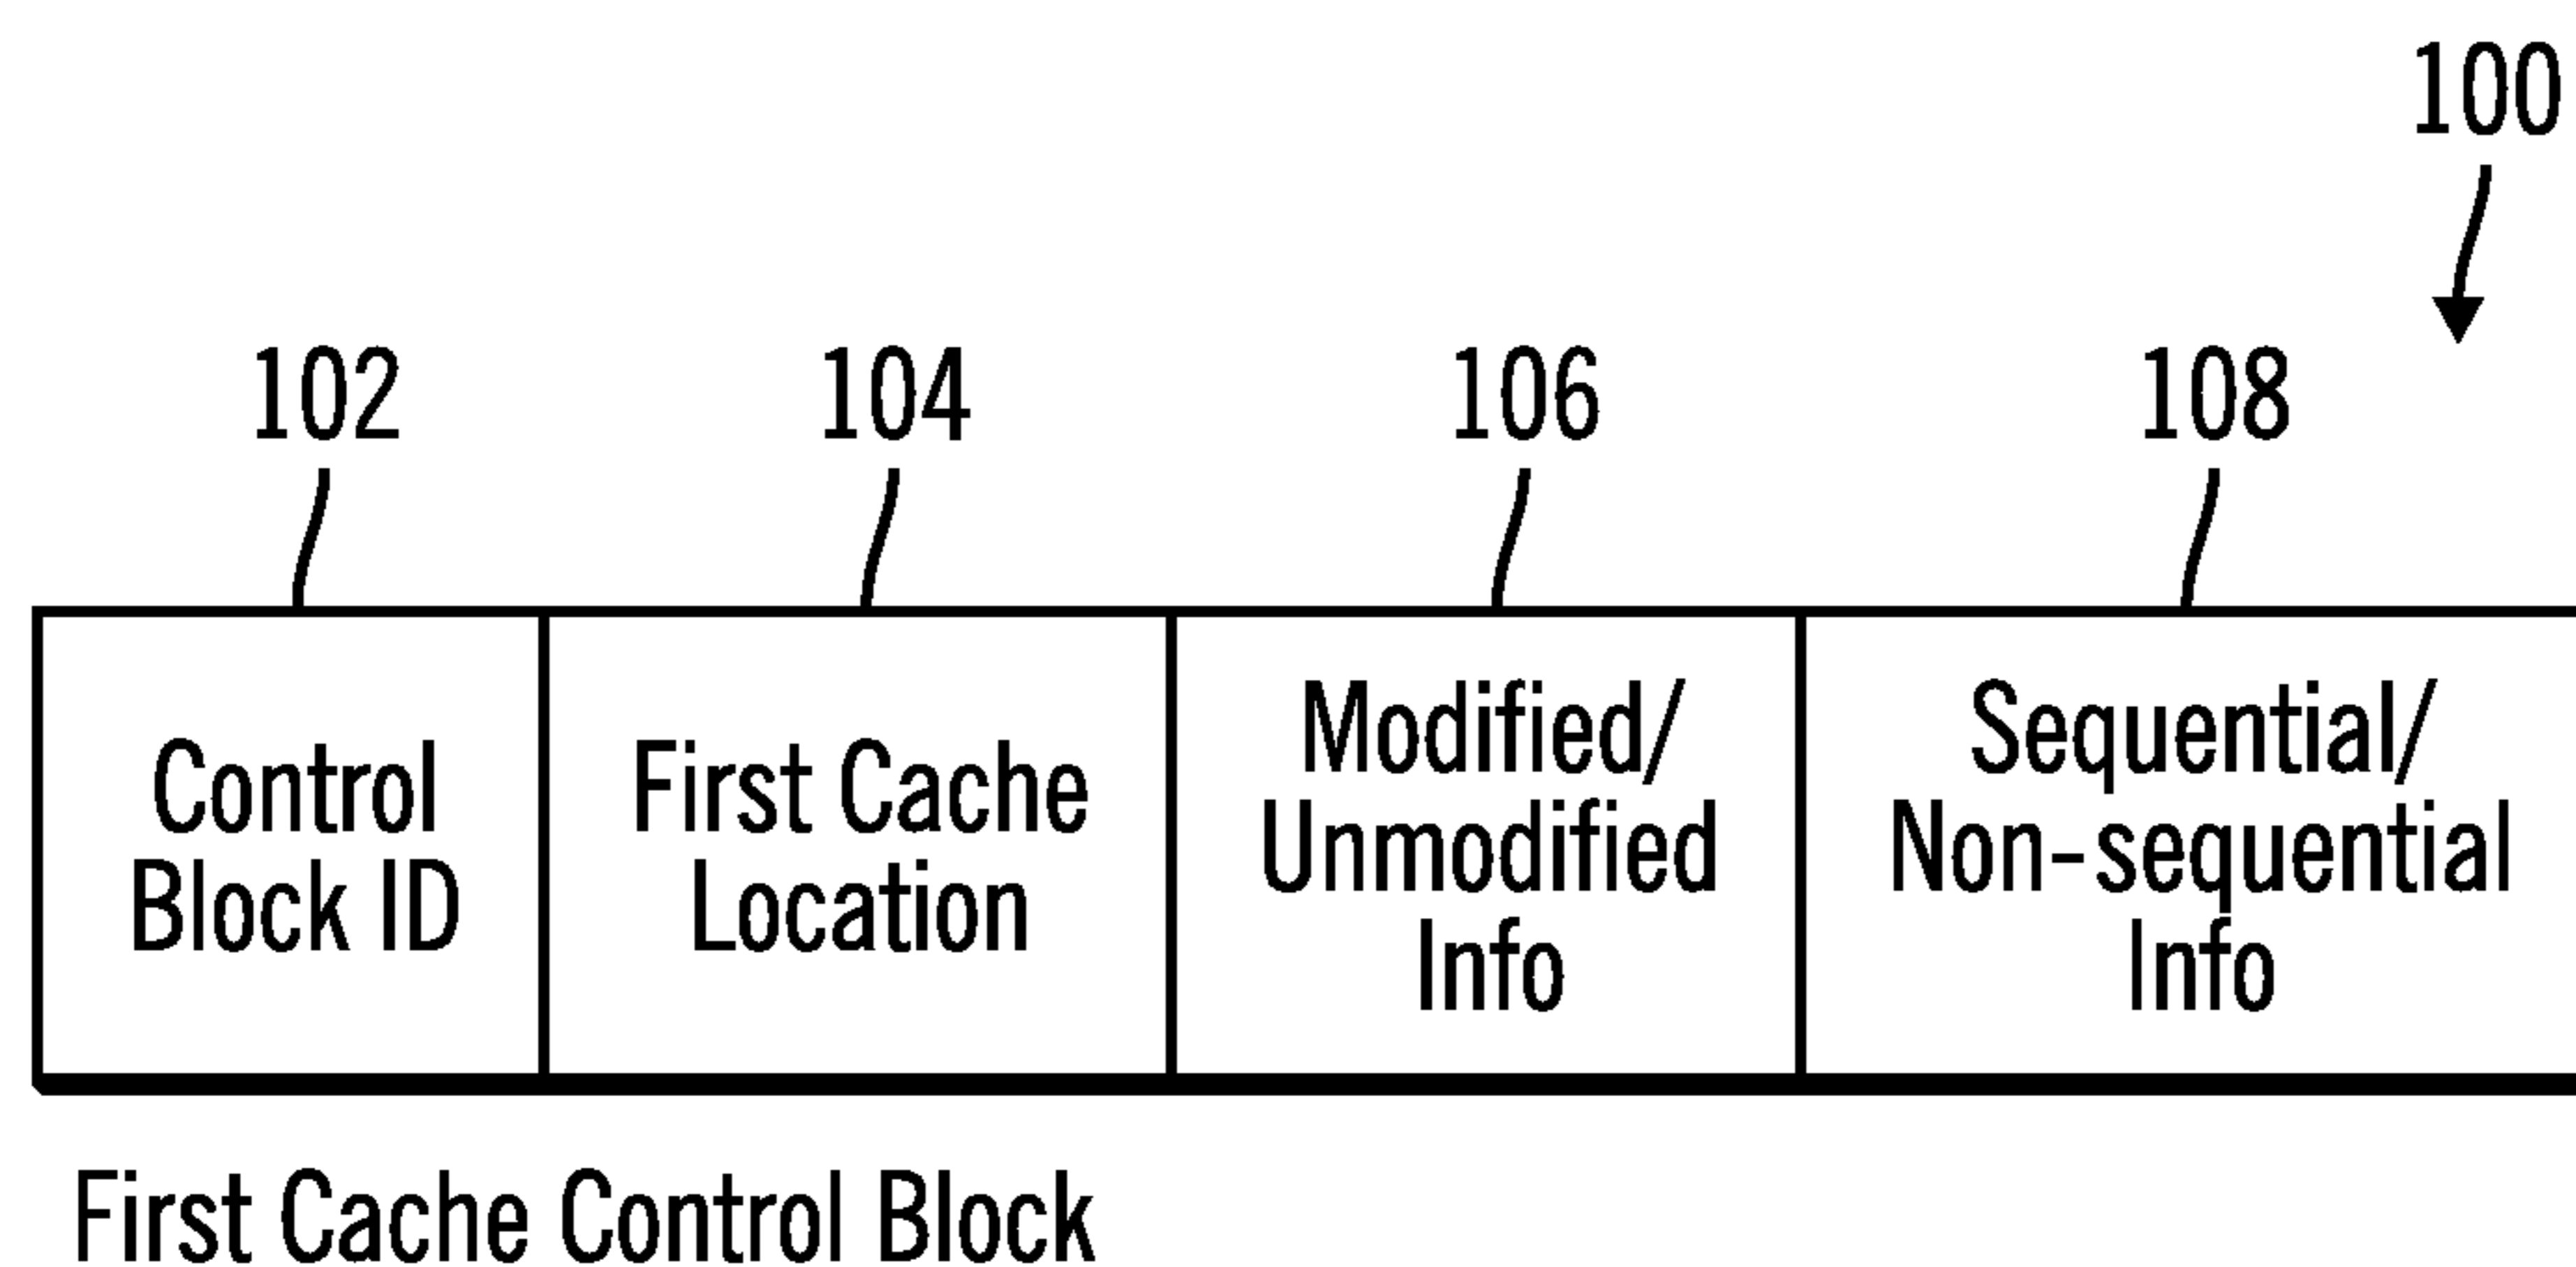 100
102
104
106
108
Control
Block ID
First Cache
Location
Modified/
Unmodified
Info
Sequential/
Non-sequential
Info
First Cache Control Block